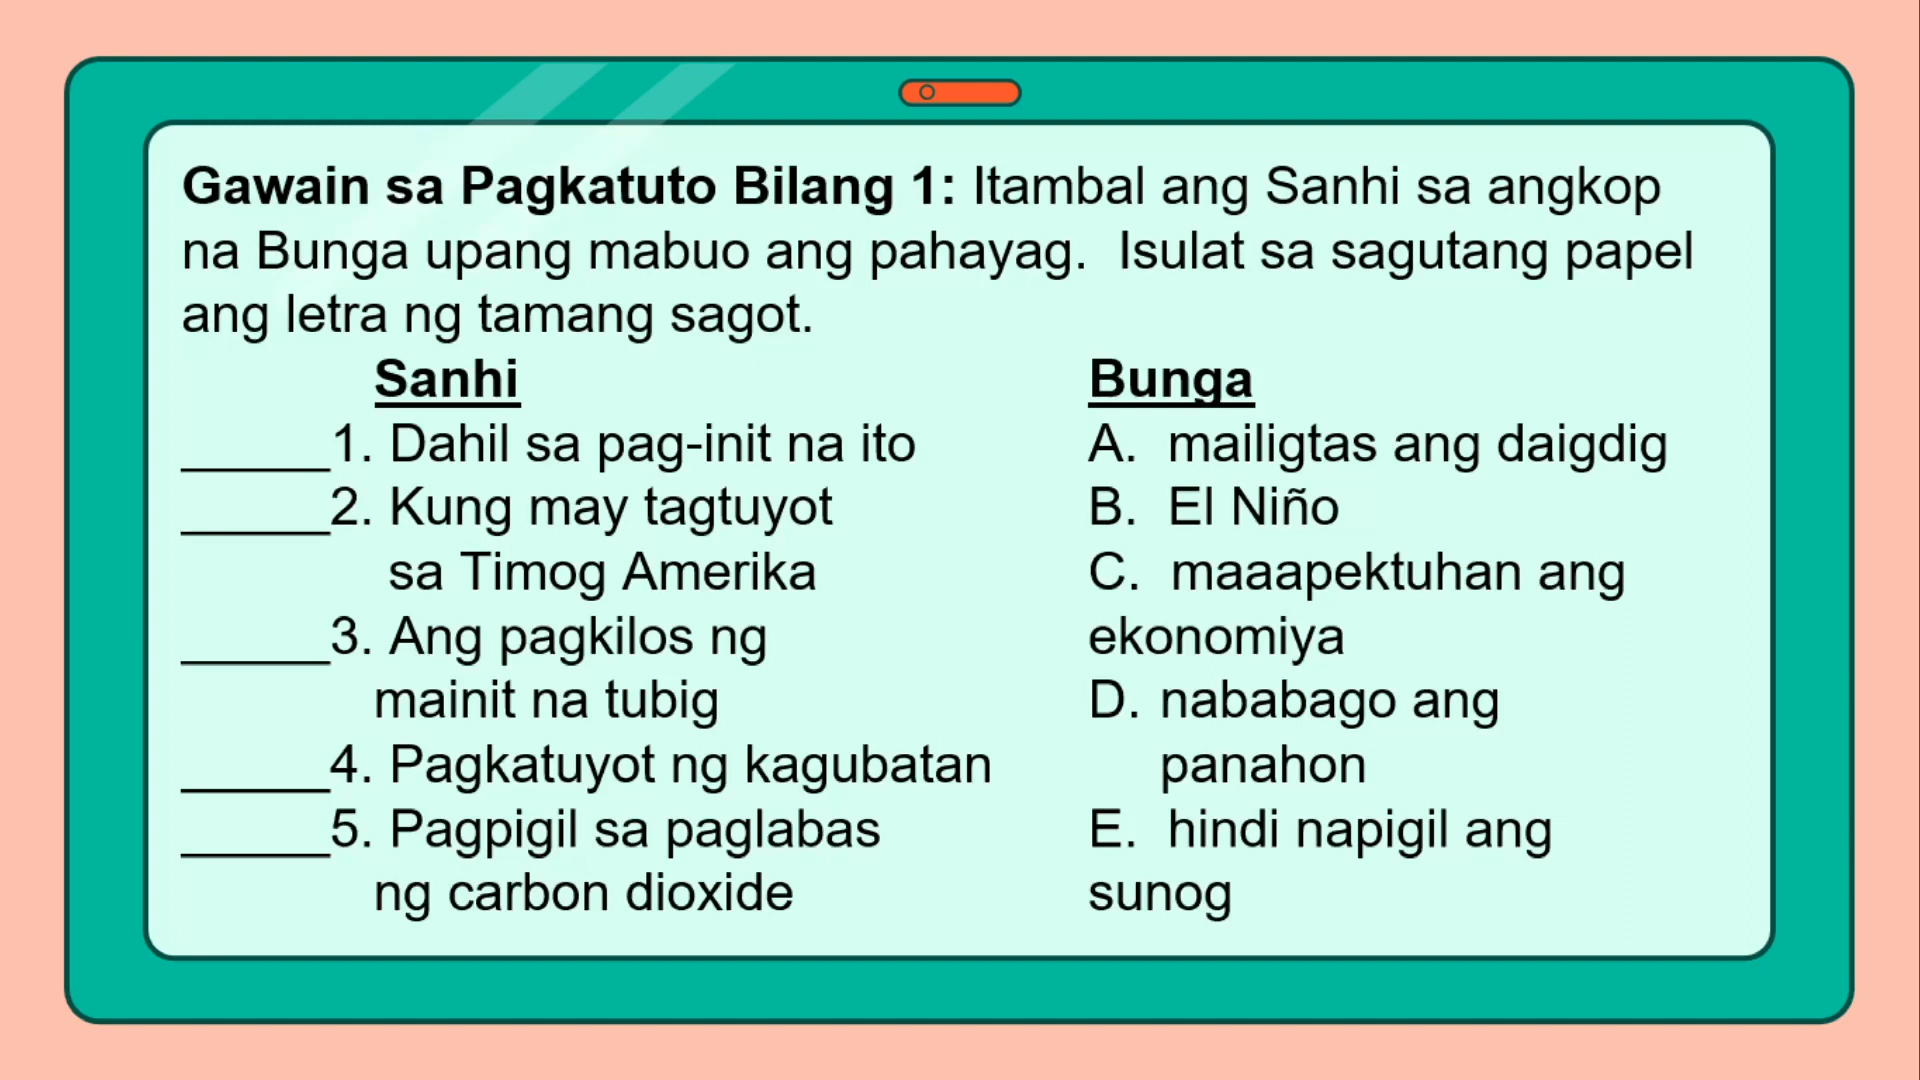 Gawain sa Pagkatuto Bilang 1: Itambal ang Sanhi sa angkop
na Bunga upang mabuo ang pahayag. Isulat sa sagutang papel
ang letra ng tamang sagot.
Sanhi
______1. Dahil sa pag-init na ito
______2. Kung may tagtuyot
sa Timog Amerika
______3. Ang pagkilos ng
mainit na tubig
______4. Pagkatuyot ng kagubatan
______5. Pagpigil sa paglabas
ng carbon dioxide
Bunga
A. mailigtas ang daigdig
B. El Niño
C. maaapektuhan ang
ekonomiya
D. nababago ang
panahon
E. hindi napigil ang
sunog